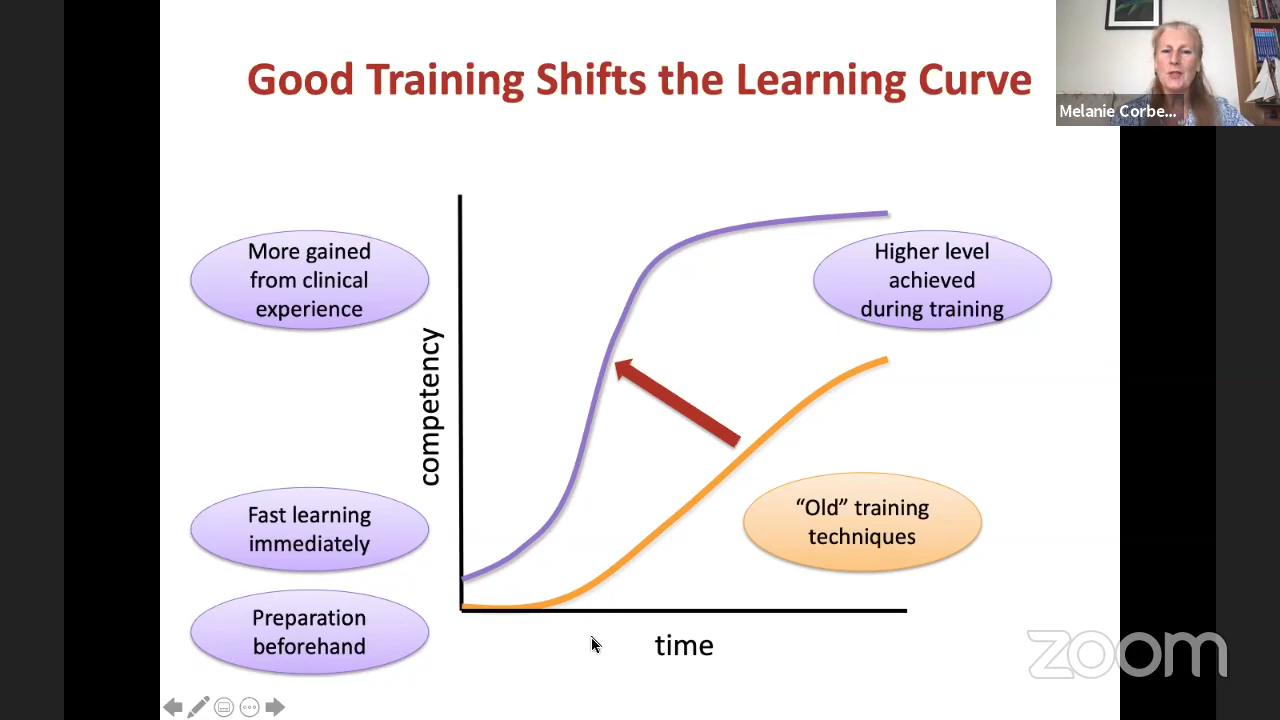 Good Training Shifts the Learning Curve
Melanie Corbe...
More gained
from clinical
experience
Higher level
achieved
during training
competency
"Old" training
techniques
Fast learning
immediately
Preparation
beforehand
time
zoom